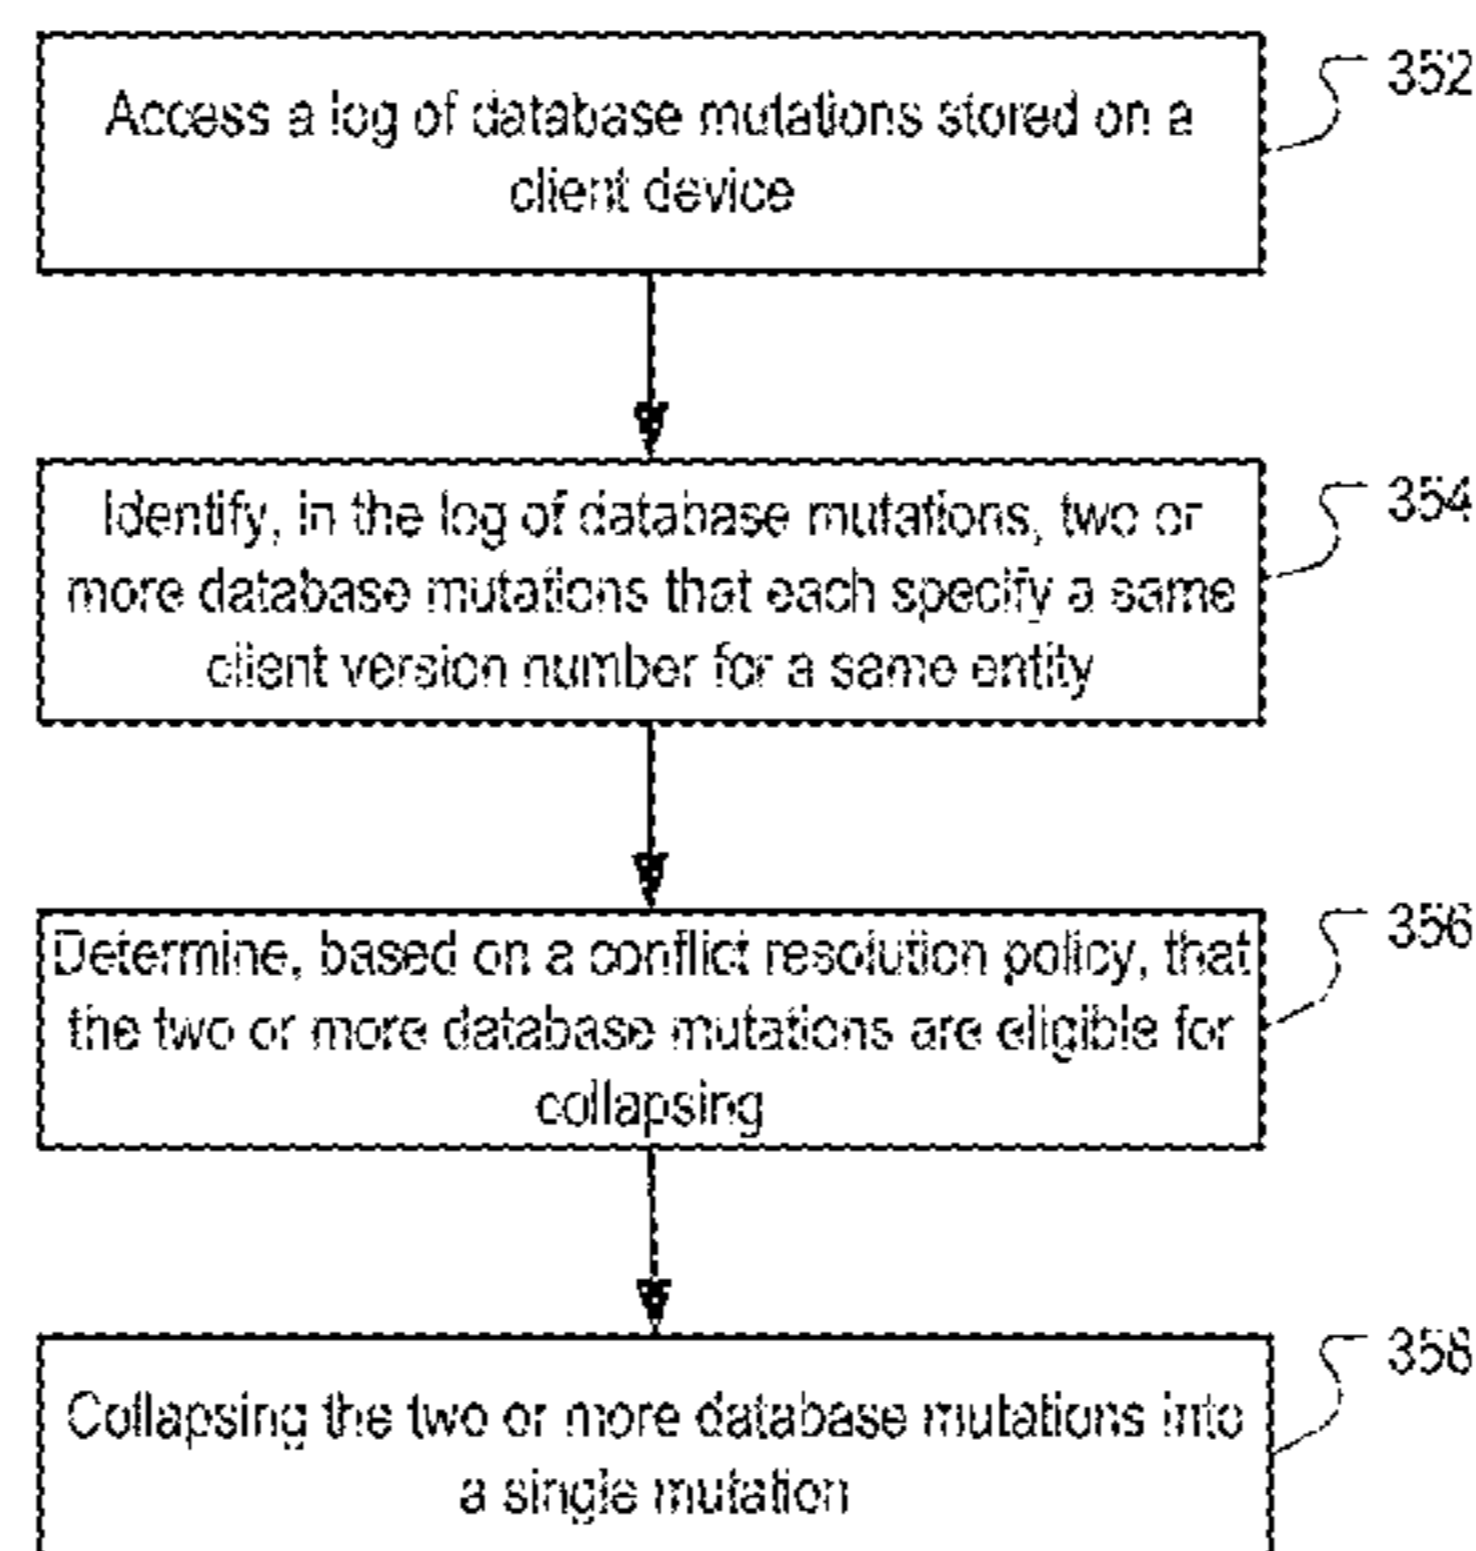 Access a log of database mutations stored on a
client device
352
Identify, in the log of database mutations, two or
more database mutations that each specify a same
client version number for a same entity
354
Determine, based on a conflict resolution policy, that
the two or more database mutations are eligible for
collapsing
356
Collapsing the two or more database mutations into
a single mutation
358